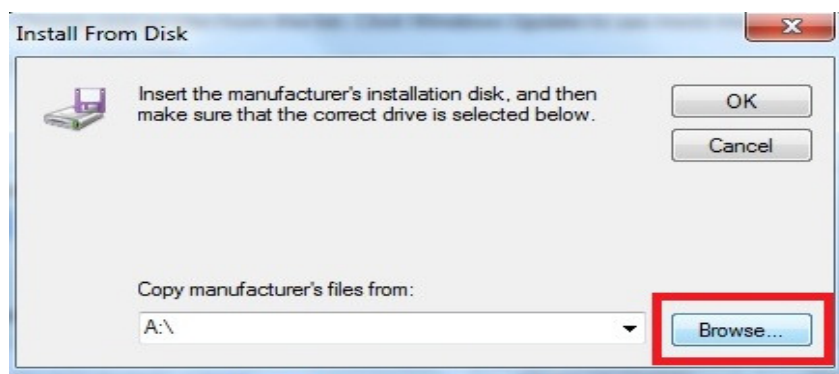 Install From Disk
Insert the manufacturer's installation disk, and then
make sure that the correct drive is selected below.
OK
Cancel
Copy manufacturer's files from:
A:\
Browse...